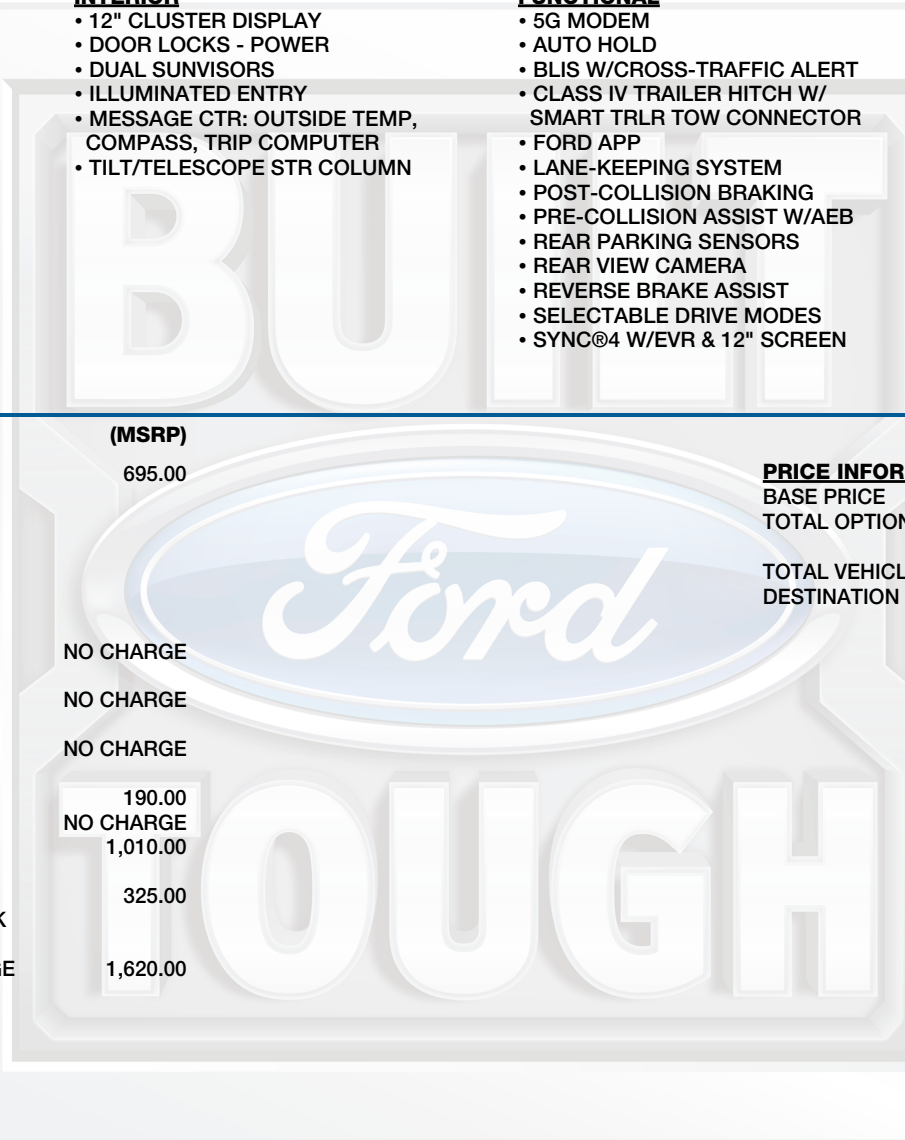 INTERIOR
• 12" CLUSTER DISPLAY
• DOOR LOCKS - POWER
• DUAL SUNVISORS
• ILLUMINATED ENTRY
• MESSAGE CTR: OUTSIDE TEMP,
COMPASS, TRIP COMPUTER
• TILT/TELESCOPE STR COLUMN
FUNCTIONAL
• 5G MODEM
• AUTO HOLD
• BLIS W/CROSS-TRAFFIC ALERT
• CLASS IV TRAILER HITCH W/
SMART TRLR TOW CONNECTOR
• FORD APP
• LANE-KEEPING SYSTEM
• POST-COLLISION BRAKING
• PRE-COLLISION ASSIST W/AEB
• REAR PARKING SENSORS
• REAR VIEW CAMERA
• REVERSE BRAKE ASSIST
• SELECTABLE DRIVE MODES
• SYNC®4 W/EVR & 12" SCREEN
BUILT
(MSRP)
695.00
NO CHARGE
NO CHARGE
NO CHARGE
190.00
NO CHARGE
1,010.00
325.00
K
GE 1,620.00
PRICE INFOR
BASE PRICE
TOTAL OPTION
TOTAL VEHICL
DESTINATION
Ford
TOUGH